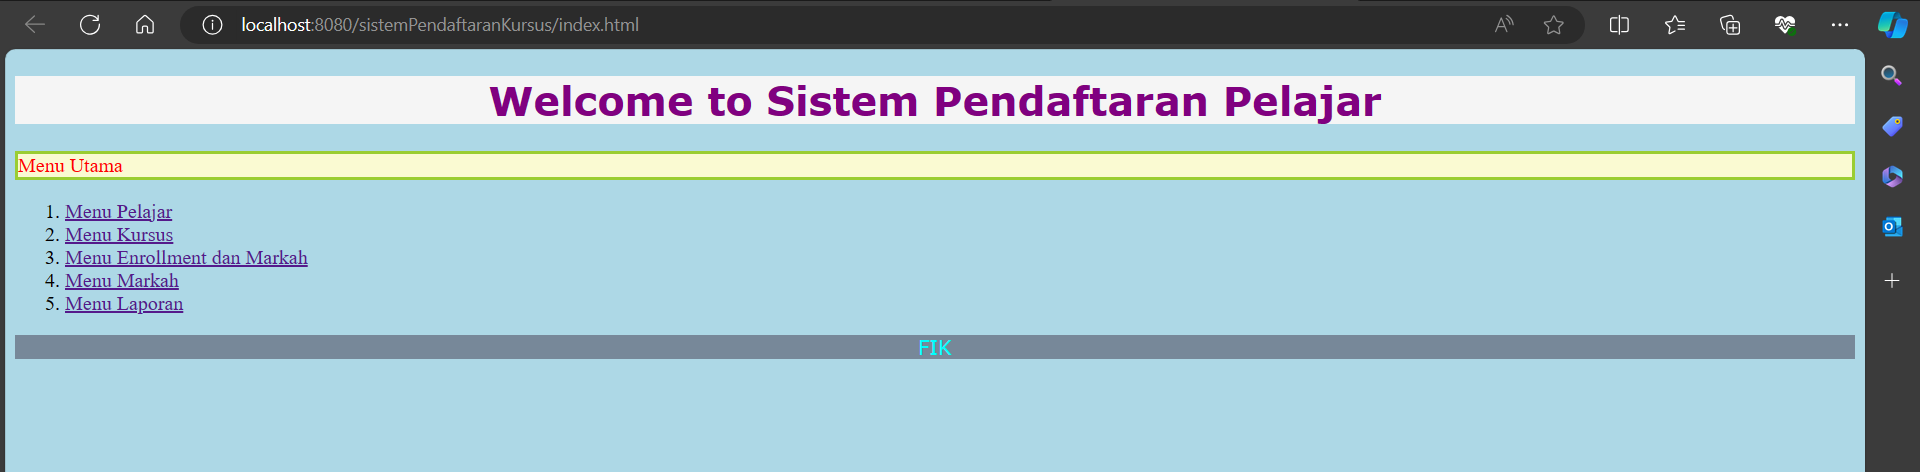 localhost:8080/sistemPendaftaranKursus/index.html
Welcome to Sistem Pendaftaran Pelajar
Menu Utama
1. Menu Pelajar
2. Menu Kursus
3. Menu Enrollment dan Markah
4. Menu Markah
5. Menu Laporan
FIK